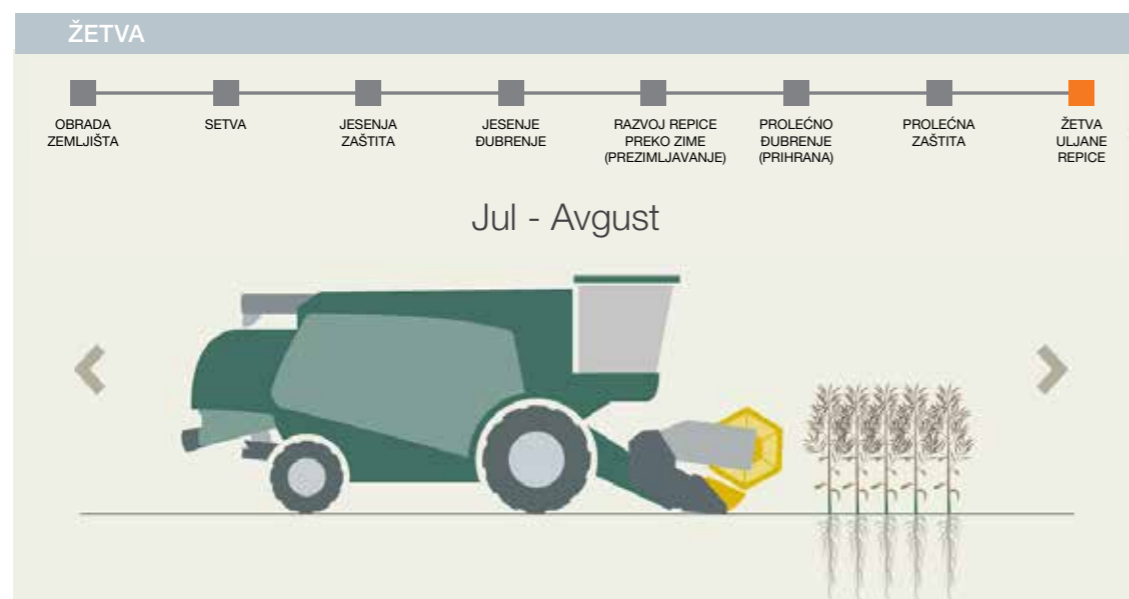 ŽETVA
OBRADA
ZEMLJIŠTA
SETVA
JESENJA
ZAŠTITA
JESENJE
ĐUBRENJE
RAZVOJ REPICE
PREKO ZIME
(PREZIMLJAVANJE)
PROLEĆNO
ĐUBRENJE
(PRIHRANA)
PROLEĆNA
ZAŠTITA
ŽETVA
ULJANE
REPICE
Jul - Avgust